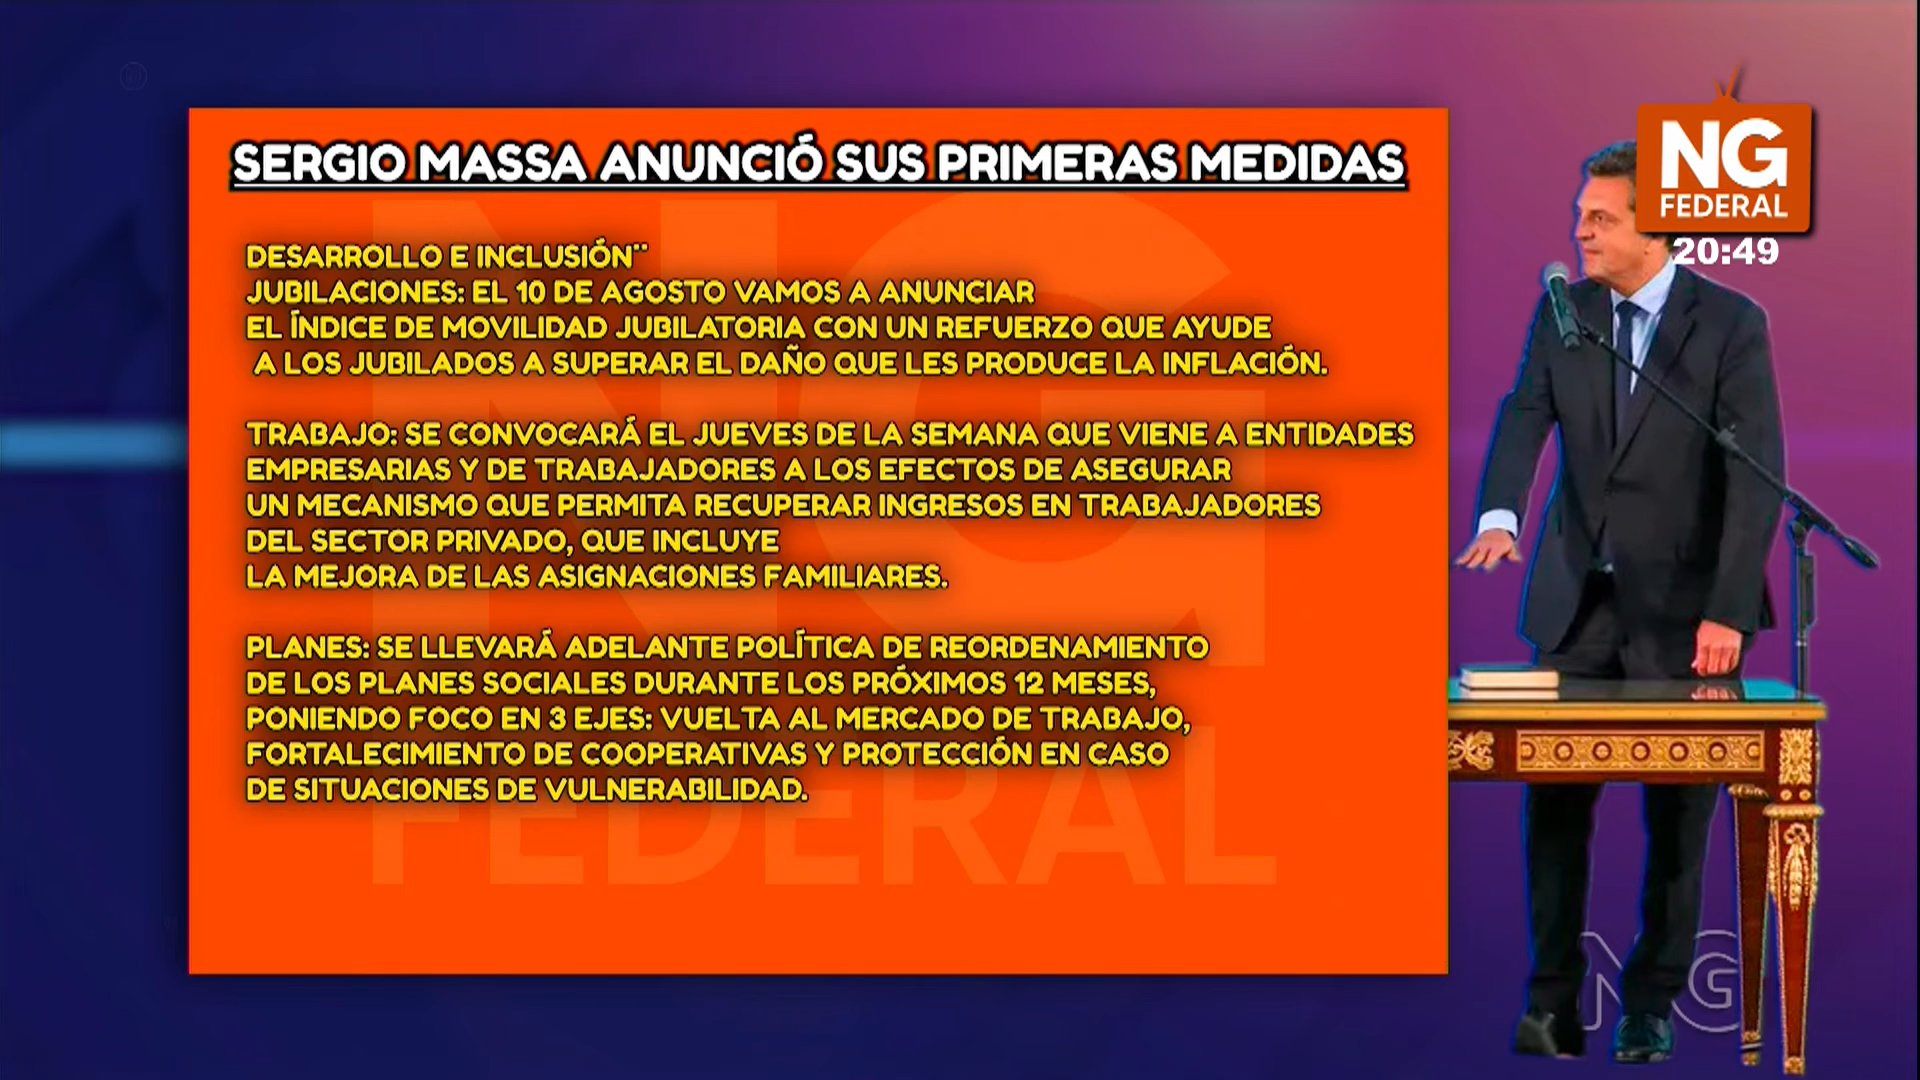 SERGIO MASSA ANUNCIÓ SUS PRIMERAS MEDIDAS
DESARROLLO E INCLUSIÓN¨
JUBILACIONES: EL 10 DE AGOSTO VAMOS A ANUNCIAR
EL ÍNDICE DE MOVILIDAD JUBILATORIA CON UN REFUERZO QUE AYUDE
A LOS JUBILADOS A SUPERAR EL DAÑO QUE LES PRODUCE LA INFLACIÓN.
TRABAJO: SE CONVOCARÁ EL JUEVES DE LA SEMANA QUE VIENE A ENTIDADES
EMPRESARIAS Y DE TRABAJADORES A LOS EFECTOS DE ASEGURAR
UN MECANISMO QUE PERMITA RECUPERAR INGRESOS EN TRABAJADORES
DEL SECTOR PRIVADO, QUE INCLUYE
LA MEJORA DE LAS ASIGNACIONES FAMILIARES.
PLANES: SE LLEVARÁ ADELANTE POLÍTICA DE REORDENAMIENTO
DE LOS PLANES SOCIALES DURANTE LOS PRÓXIMOS 12 MESES,
PONIENDO FOCO EN 3 EJES: VUELTA AL MERCADO DE TRABAJO,
FORTALECIMIENTO DE COOPERATIVAS Y PROTECCIÓN EN CASO
DE SITUACIONES DE VULNERABILIDAD.
NG
FEDERAL
20:49
NG
FEDERAL
NG